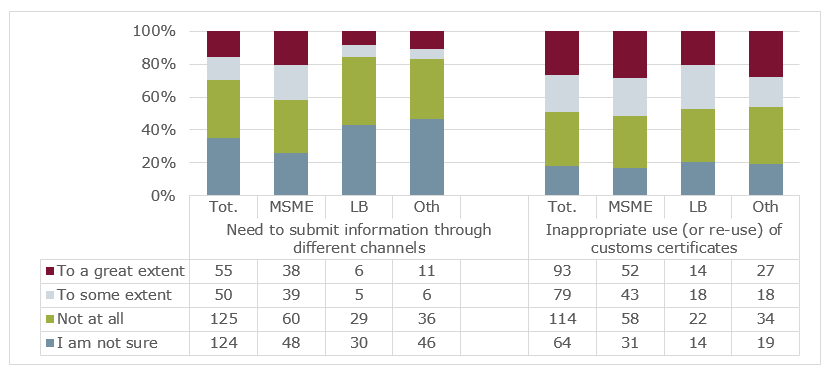 100%
80%
60%
40%
20%
0%
Tot. MSME LB Oth Tot. MSME LB Oth
Need to submit information through Inappropriate use (or re-use) of
different channels customs certificates
To a great extent 55 38 6 11 93 52 14 27
To some extent 50 39 5 6 79 43 18 18
Not at all 125 60 29 36 114 58 22 34
I am not sure 124 48 30 46 64 31 14 19